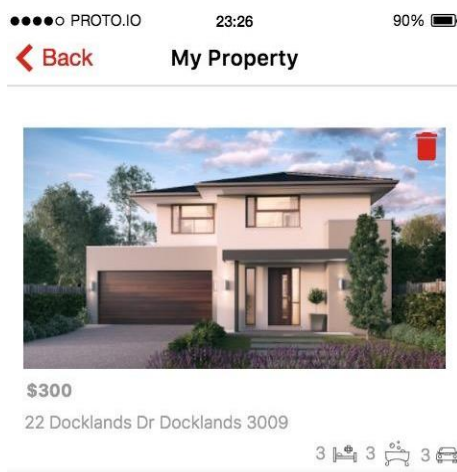 PROTO.IO 23:26 90%
Back My Property
$300
22 Docklands Dr Docklands 3009
3 3 3